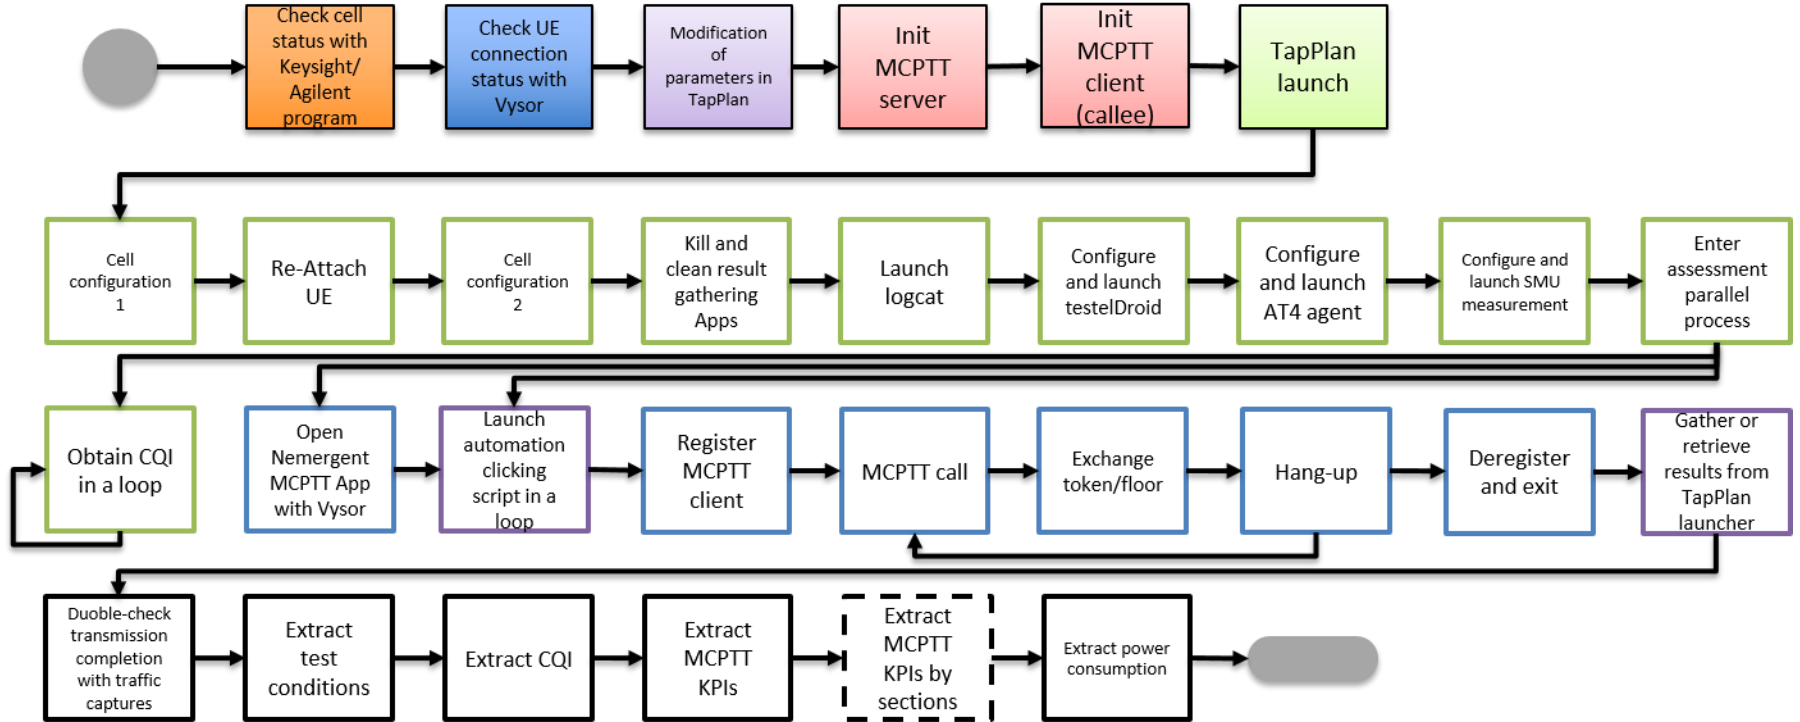 Check cell
status with
Keysight/
Agilent
program
Check UE
connection
status with
Vysor
Modification
of
parameters in
TapPlan
Init
MCPTT
server
Init
MCPTT
client
(callee)
TapPlan
launch
Cell
configuration
1
Re-Attach
UE
Cell
configuration
2
Kill and
clean result
gathering
Apps
Launch
logcat
Configure
and launch
testelDroid
Configure
and launch
AT4 agent
Configure and
launch SMU
measurement
Enter
assessment
parallel
process
Obtain CQI
in a loop
Open
Nemergent
MCPTT App
with Vysor
Launch
automation
clicking
script in a
loop
Register
MCPTT
client
MCPTT call
Exchange
token/floor
Hang-up
Deregister
and exit
Gather or
retrieve
results from
TapPlan
launcher
Duoble-check
transmission
completion
with traffic
captures
Extract
test
conditions
Extract CQI
Extract
MCPTT
KPIs
Extract
MCPTT
KPIs by
sections
Extract power
consumption